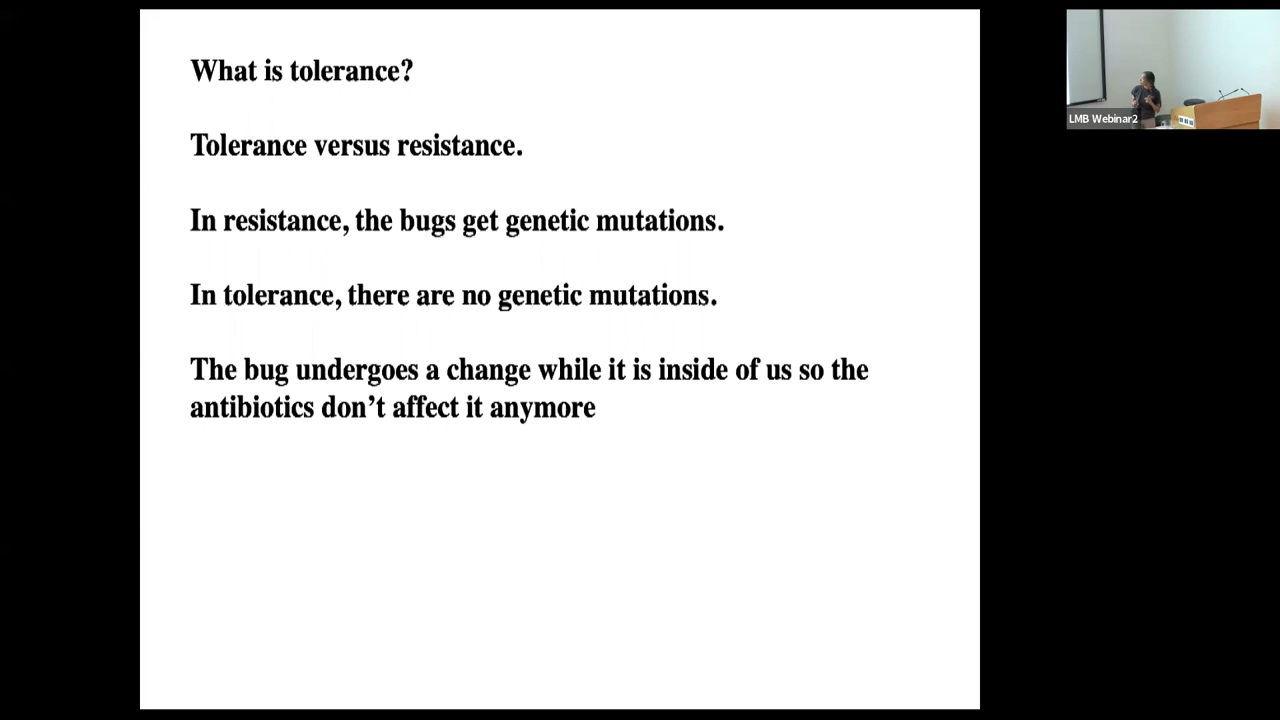 What is tolerance?
Tolerance versus resistance.
In resistance, the bugs get genetic mutations.
In tolerance, there are no genetic mutations.
The bug undergoes a change while it is inside of us so the
antibiotics don’t affect it anymore
LMB Webinar2